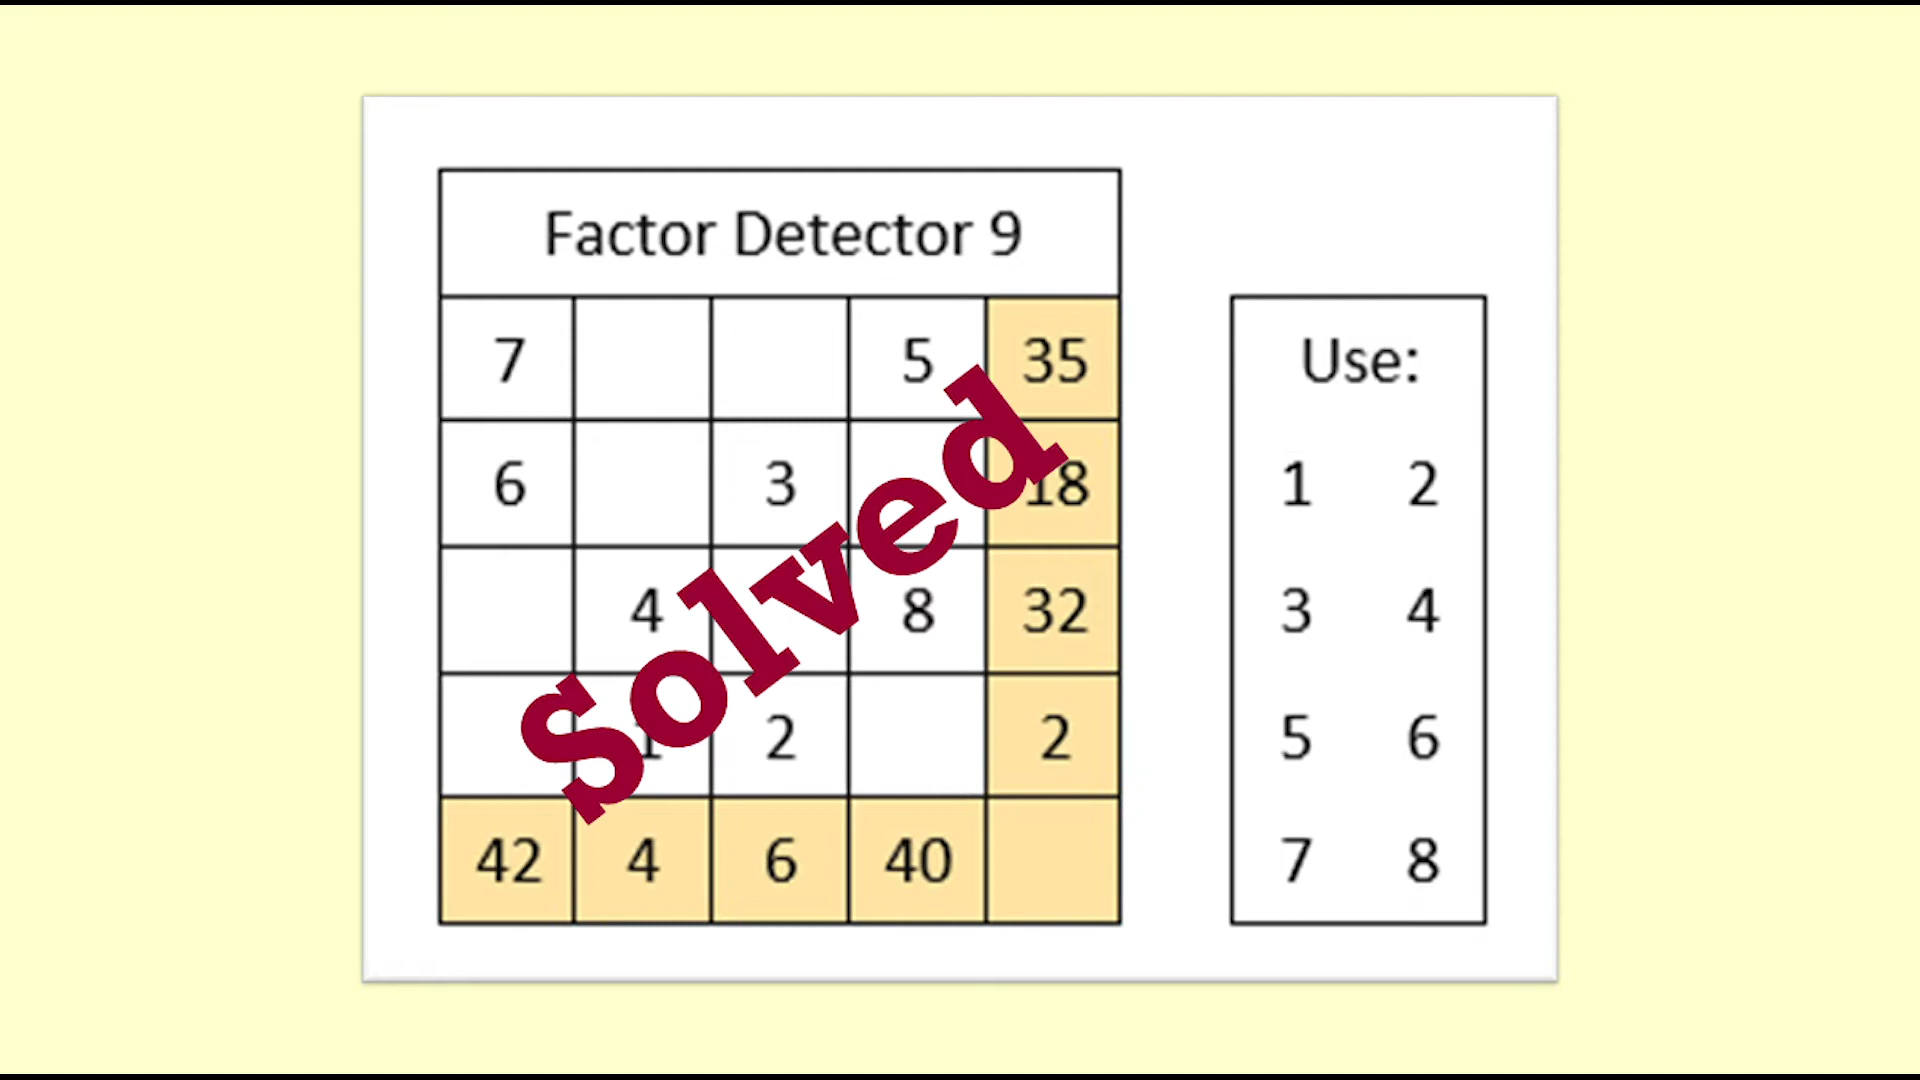 Factor Detector 9
7 5 35
6 3 18
4 8 32
1 2 2
42 4 6 40
Use:
1 2
3 4
5 6
7 8
Solved